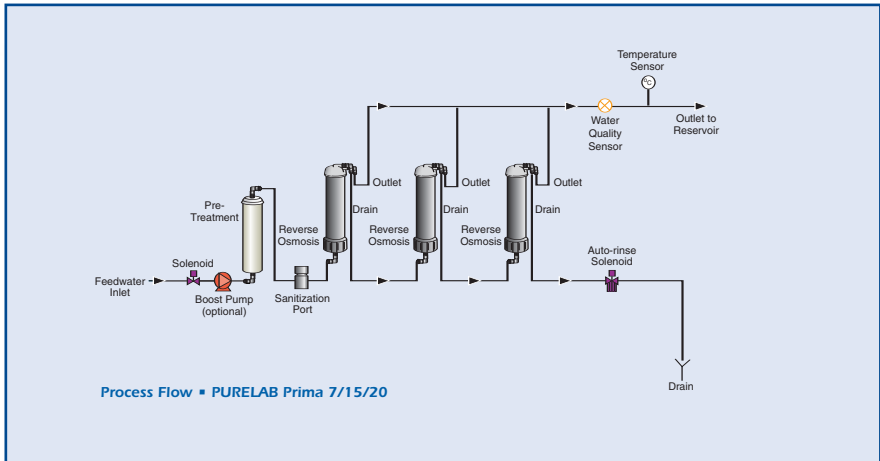 Temperature
Sensor
°C
Water
Quality
Sensor
Outlet to
Reservoir
Outlet
Outlet
Outlet
Pre-
Treatment
Drain
Drain
Drain
Reverse
Osmosis
Reverse
Osmosis
Reverse
Osmosis
Auto-rinse
Solenoid
Solenoid
Feedwater
Inlet
Boost Pump
(optional)
Sanitization
Port
Drain
Process Flow ▪ PURELAB Prima 7/15/20